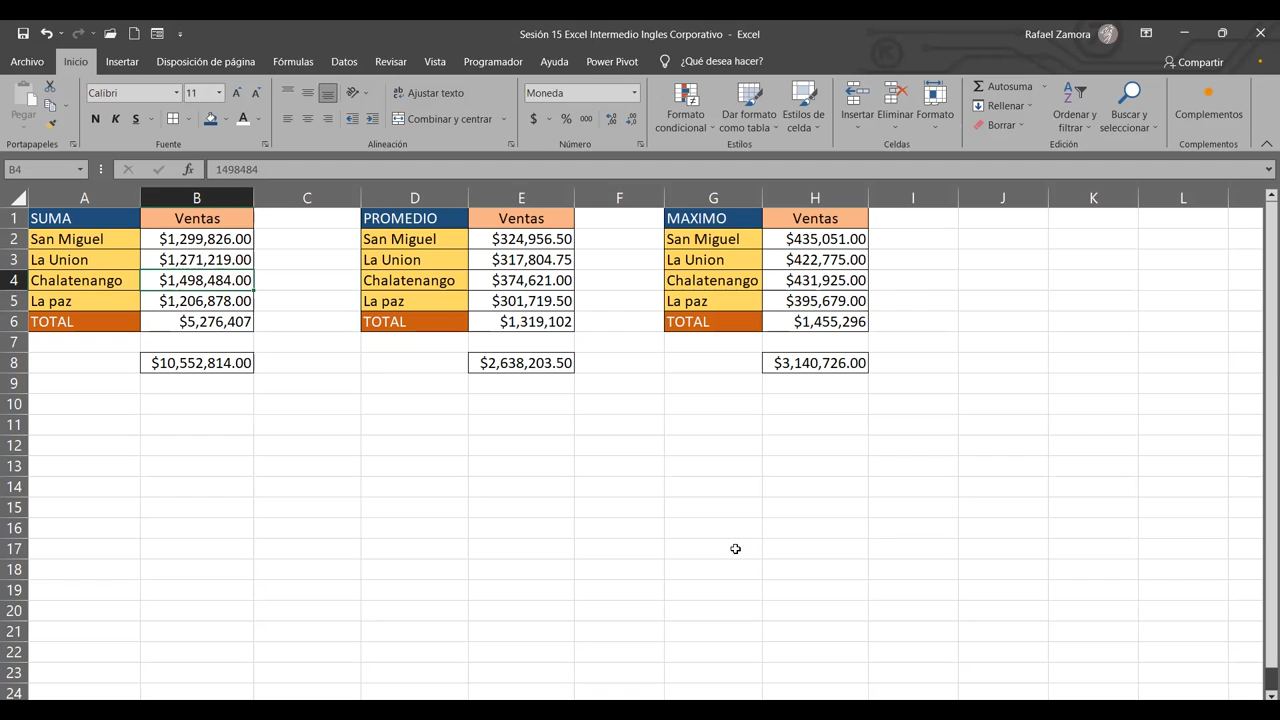 Sesión 15 Excel Intermedio Ingles Corporativo - Excel
Rafael Zamora
Archivo Inicio Insertar Disposición de página Fórmulas Datos Revisar Vista Programador Ayuda Power Pivot ¿Qué desea hacer? Compartir
Pegar
Calibri 11
N K S
Ajustar texto
Combinar y centrar
Moneda
$ % 000
Formato condicional
Dar formato como tabla
Estilos de celda
Insertar Eliminar Formato
Autosuma
Rellenar
Borrar
Ordenar y filtrar
Buscar y seleccionar
Complementos
Portapapeles Fuente Alineación Número Estilos Celdas Edición Complementos
B4 fx 1498484
A B C D E F G H I J K L
1 SUMA Ventas PROMEDIO Ventas MAXIMO Ventas
2 San Miguel $1,299,826.00 San Miguel $324,956.50 San Miguel $435,051.00
3 La Union $1,271,219.00 La Union $317,804.75 La Union $422,775.00
4 Chalatenango $1,498,484.00 Chalatenango $374,621.00 Chalatenango $431,925.00
5 La paz $1,206,878.00 La paz $301,719.50 La paz $395,679.00
6 TOTAL $5,276,407 TOTAL $1,319,102 TOTAL $1,455,296
7
8 $10,552,814.00 $2,638,203.50 $3,140,726.00
9
10
11
12
13
14
15
16
17
18
19
20
21
22
23
24